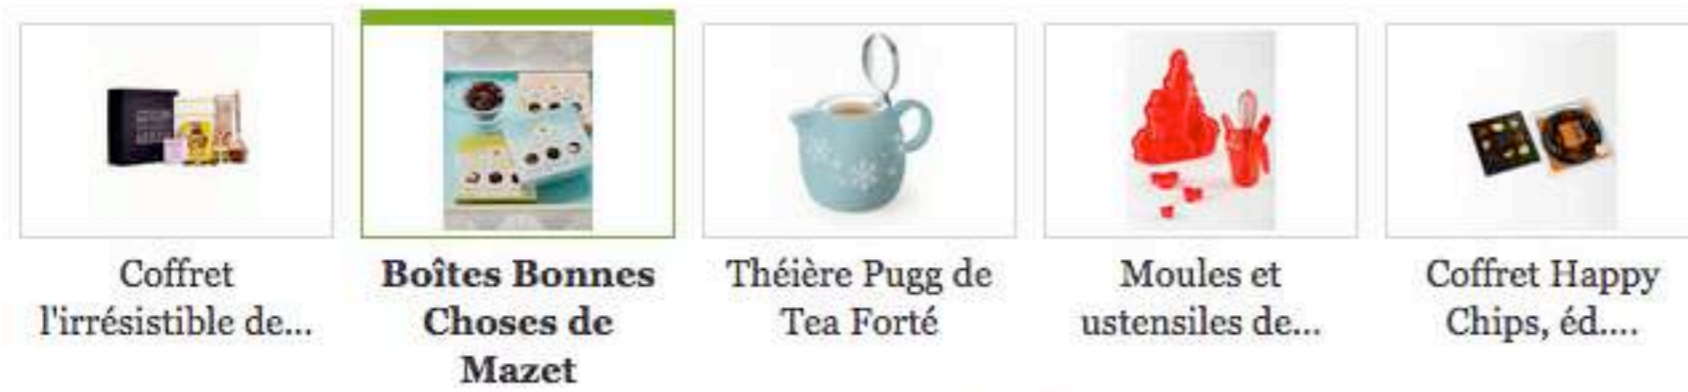 Coffret
l'irrésistible de...
Boîtes Bonnes
Choses de
Mazet
Théière Pugg de
Tea Forté
Moules et
ustensiles de...
Coffret Happy
Chips, éd....